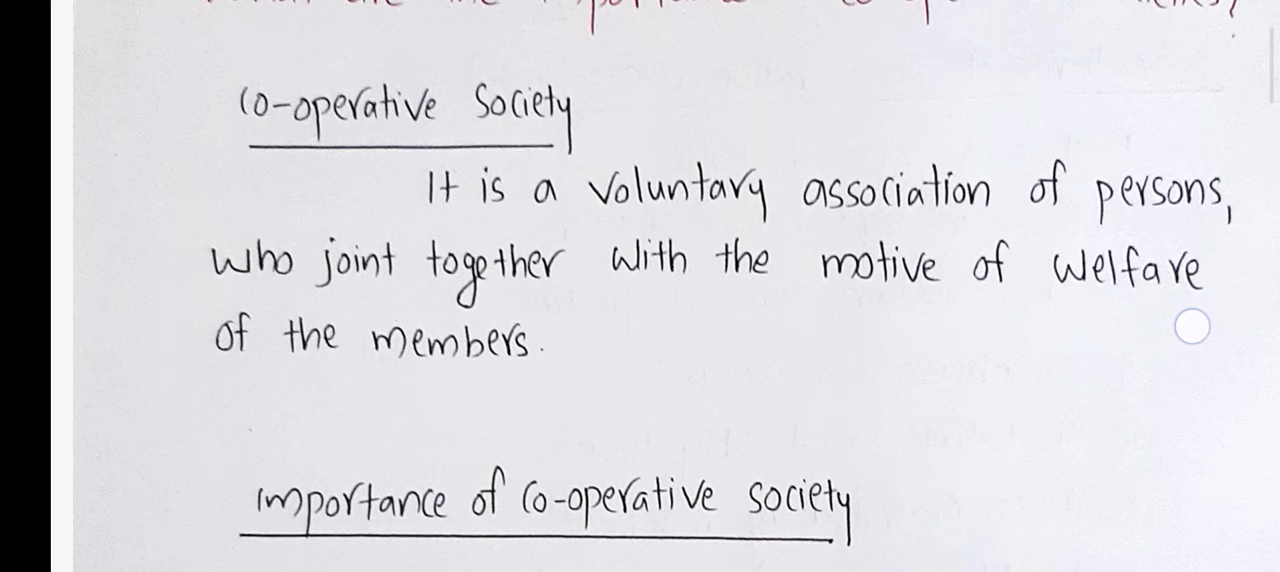 Co-operative Society
It is a voluntary association of persons,
who joint together with the motive of welfare
of the members.
importance of Co-operative society